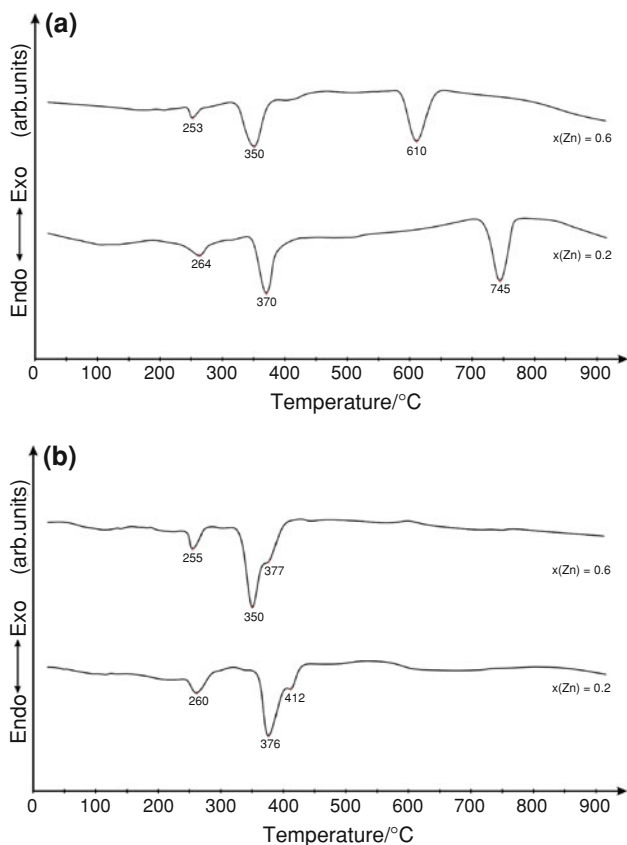 (a)
Endo ↔ Exo (arb.units)
253
350
610
x(Zn) = 0.6
264
370
745
x(Zn) = 0.2
0 100 200 300 400 500 600 700 800 900
Temperature/°C
(b)
Endo ↔ Exo (arb.units)
255
377
350
x(Zn) = 0.6
260
412
376
x(Zn) = 0.2
0 100 200 300 400 500 600 700 800 900
Temperature/°C